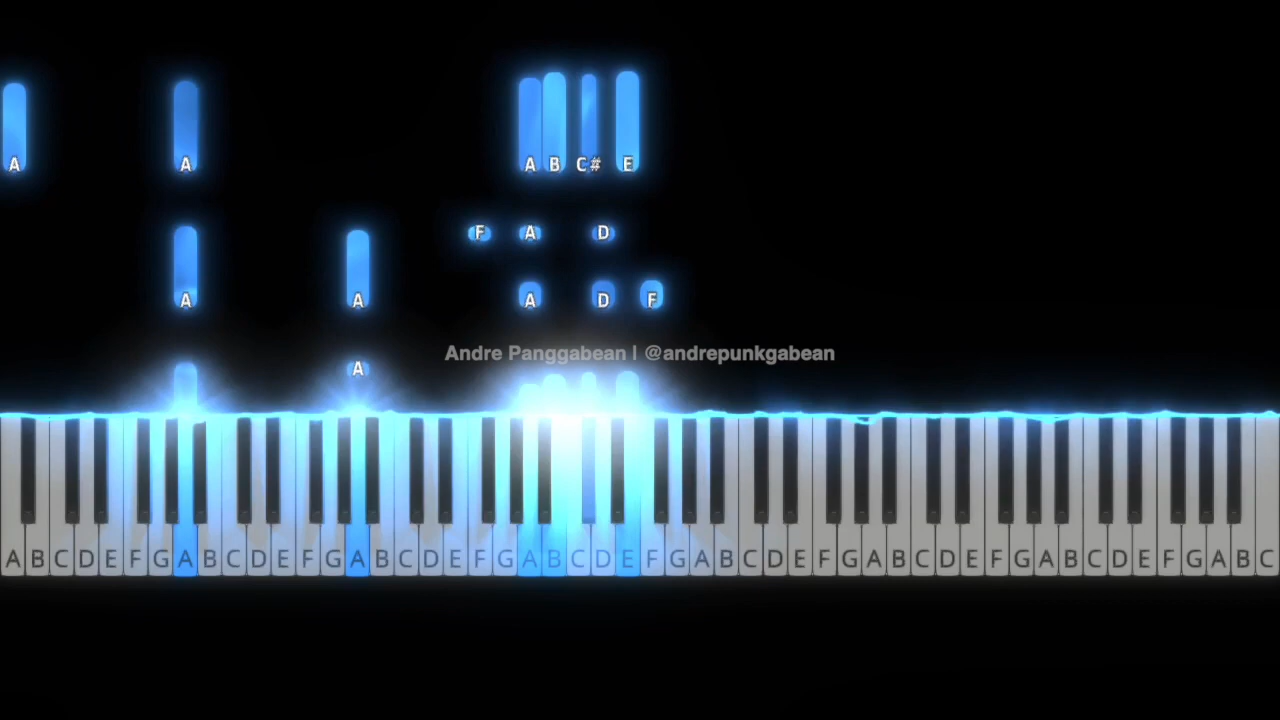 A A A B C# E
F A D
A A A D F
Andre Panggabean | @andrepunkgabean
A
A B C D E F G A B C D E F G A B C D E F G A B C D E F G A B C D E F G A B C D E F G A B C D E F G A B C